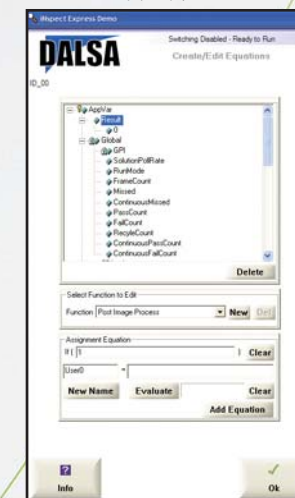 iNspect Express Demo
Switching Disabled - Ready to Run
DALSA
Create/Edit Equations
ID_00
AppVar
Result
0
Global
GPI
SolutionPollRate
RunMode
FrameCount
Missed
ContinuousMissed
PassCount
FailCount
RecyleCount
ContinuousPassCount
ContinuousFailCount
Delete
Select Function to Edit
Function Post Image Process New Del
Assignment Equation
If ( 1 ) Clear
User0 =
New Name Evaluate Clear
Add Equation
? ✓
Info Ok